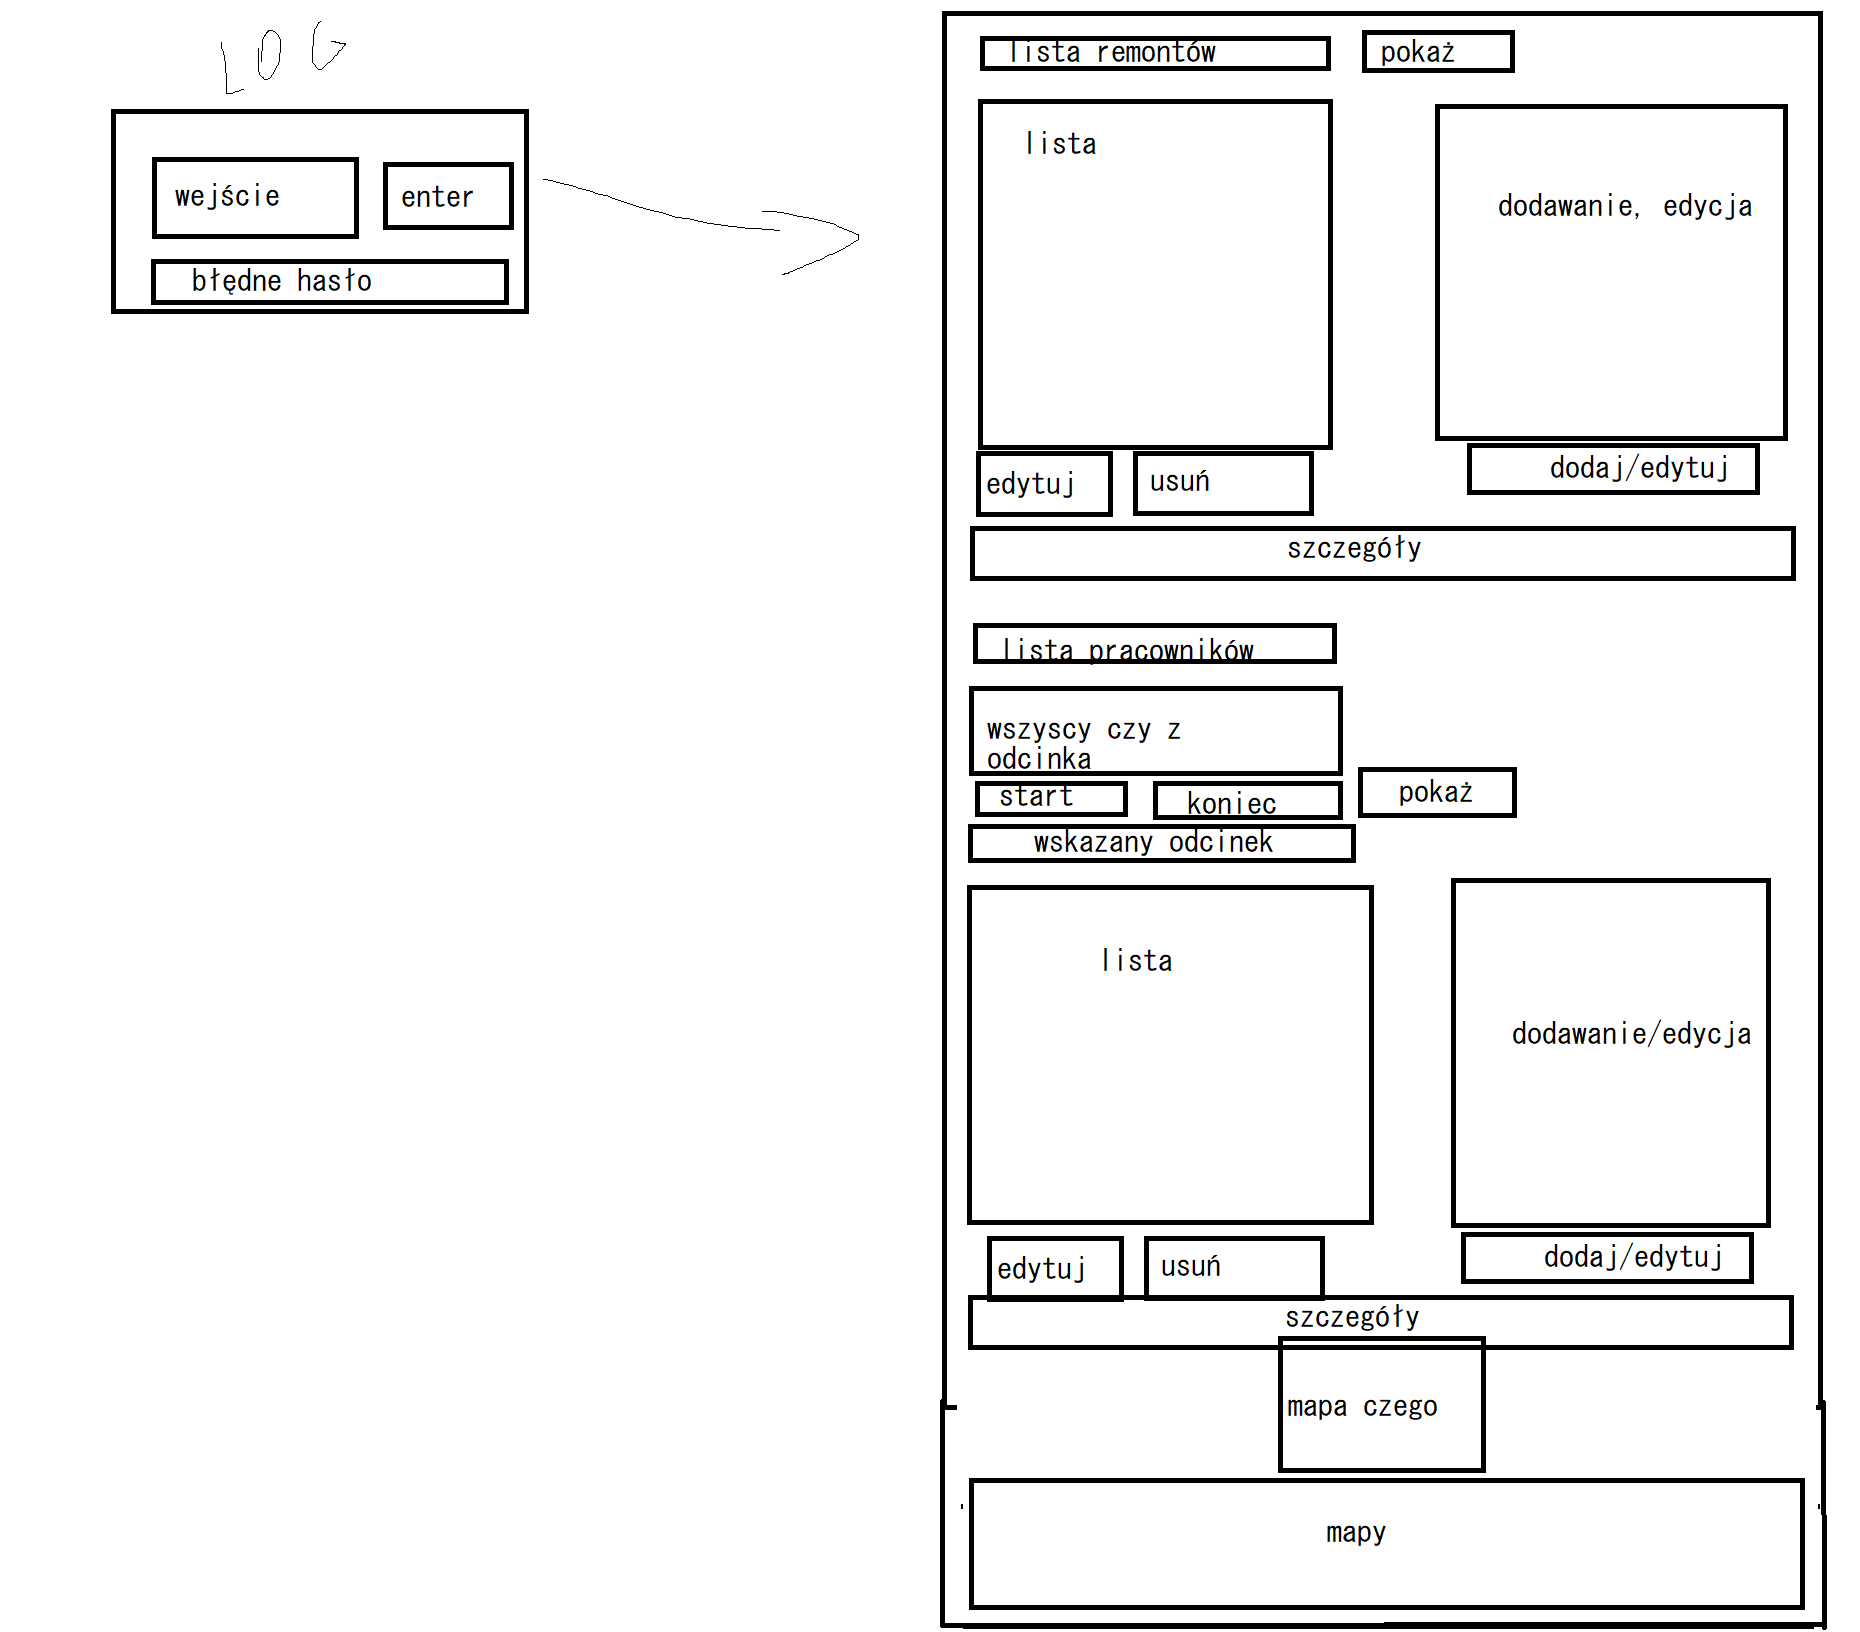 LOG
wejście
enter
błędne hasło
lista remontów
pokaż
lista
dodawanie, edycja
edytuj
usuń
dodaj/edytuj
szczegóły
lista pracowników
wszyscy czy z
odcinka
start
koniec
pokaż
wskazany odcinek
lista
dodawanie/edycja
edytuj
usuń
dodaj/edytuj
szczegóły
mapa czego
mapy